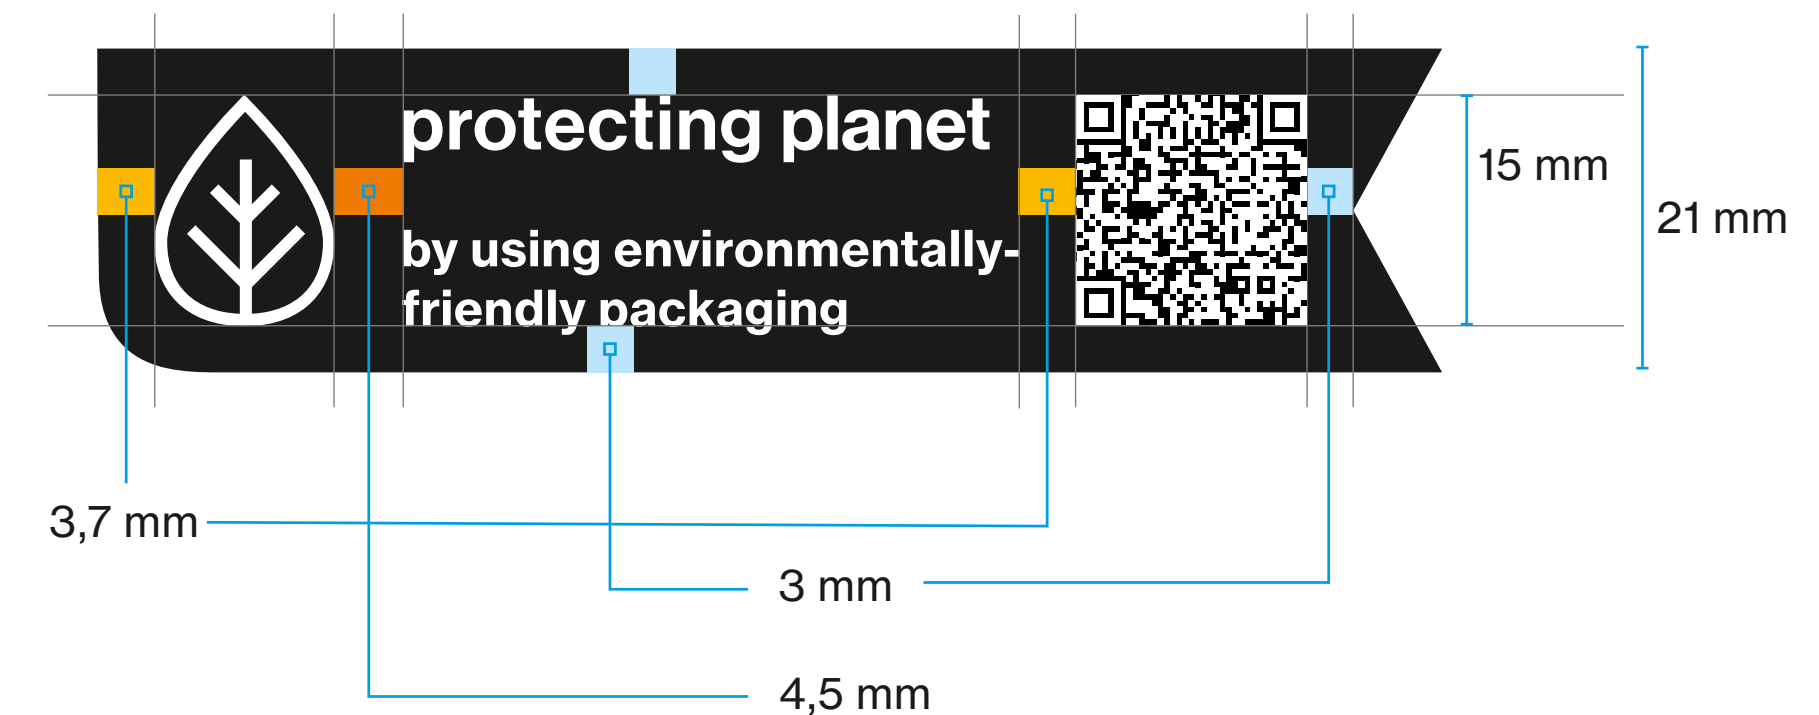 protecting planet
by using environmentally-
friendly packaging
15 mm
21 mm
3,7 mm
3 mm
4,5 mm